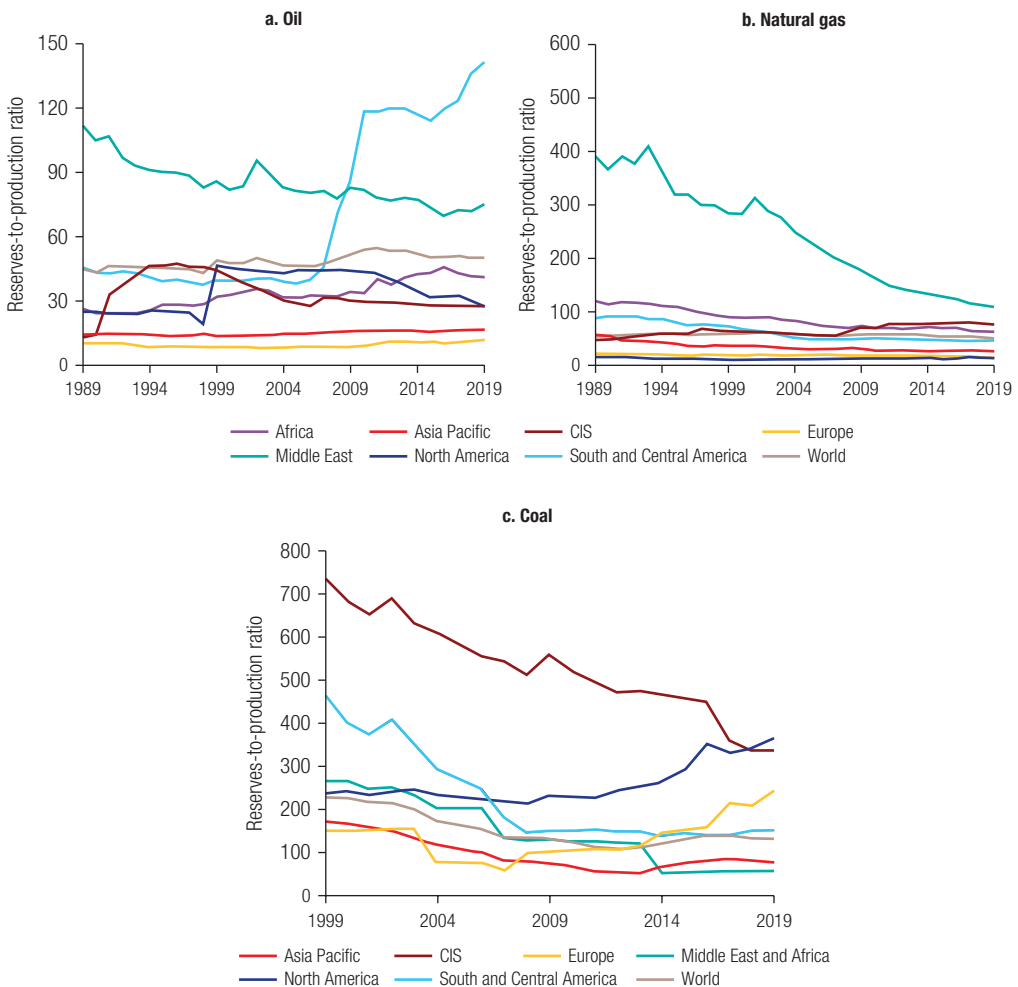 a. Oil
Reserves-to-production ratio
150
120
90
60
30
0
1989 1994 1999 2004 2009 2014 2019
b. Natural gas
Reserves-to-production ratio
600
500
400
300
200
100
0
1989 1994 1999 2004 2009 2014 2019
Africa Asia Pacific CIS Europe
Middle East North America South and Central America World
c. Coal
Reserves-to-production ratio
800
700
600
500
400
300
200
100
0
1999 2004 2009 2014 2019
Asia Pacific CIS Europe Middle East and Africa
North America South and Central America World